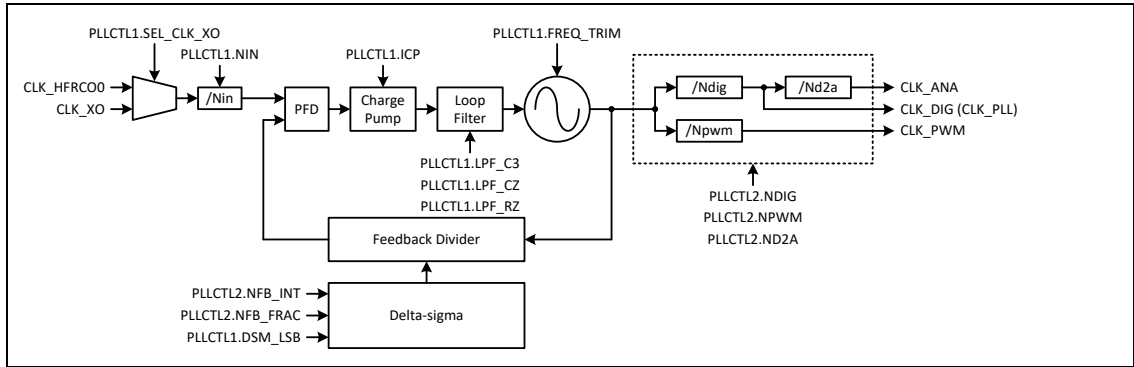 PLLCTL1.SEL_CLK_XO
PLLCTL1.NIN
PLLCTL1.ICP
PLLCTL1.FREQ_TRIM
CLK_HFRCO0
CLK_XO
/Nin
PFD
Charge
Pump
Loop
Filter
/Ndig
/Nd2a
/Npwm
CLK_ANA
CLK_DIG (CLK_PLL)
CLK_PWM
PLLCTL1.LPF_C3
PLLCTL1.LPF_CZ
PLLCTL1.LPF_RZ
PLLCTL2.NDIG
PLLCTL2.NPWM
PLLCTL2.ND2A
Feedback Divider
PLLCTL2.NFB_INT
PLLCTL2.NFB_FRAC
PLLCTL1.DSM_LSB
Delta-sigma